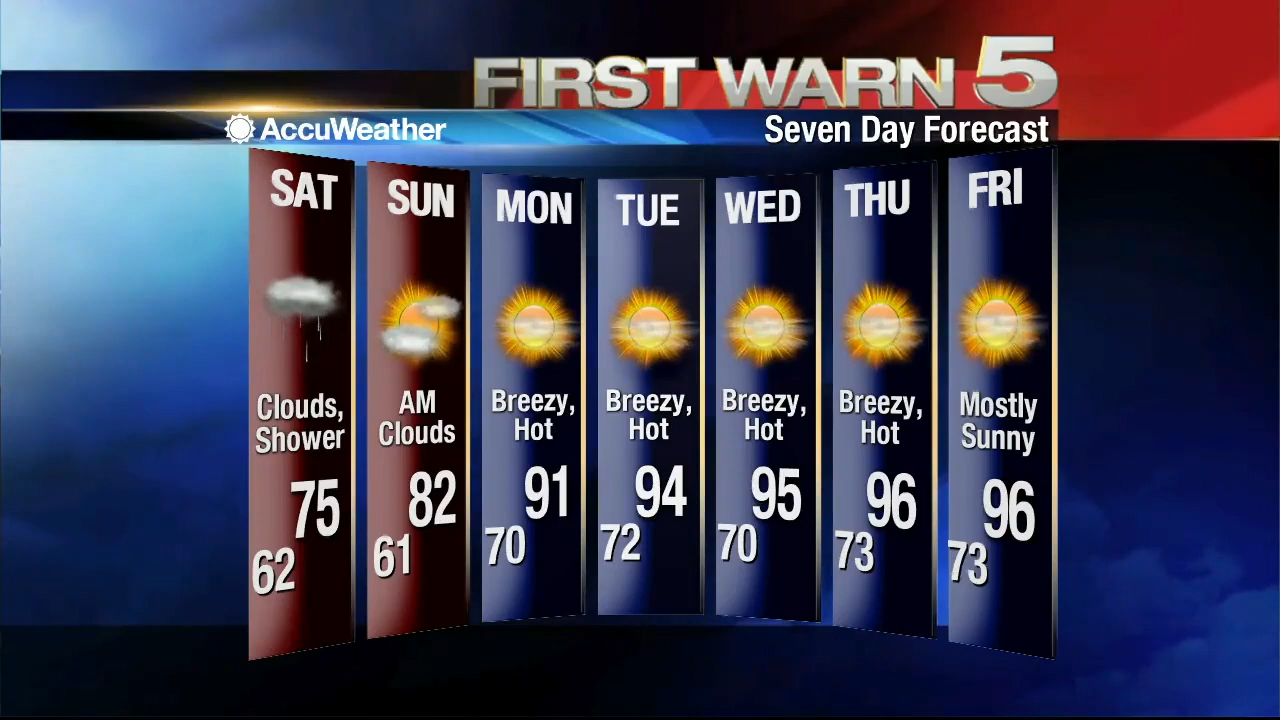 FIRST WARN 5
AccuWeather
Seven Day Forecast
SAT
Clouds,
Shower
75
62
SUN
AM
Clouds
82
61
MON
Breezy,
Hot
91
70
TUE
Breezy,
Hot
94
72
WED
Breezy,
Hot
95
70
THU
Breezy,
Hot
96
73
FRI
Mostly
Sunny
96
73